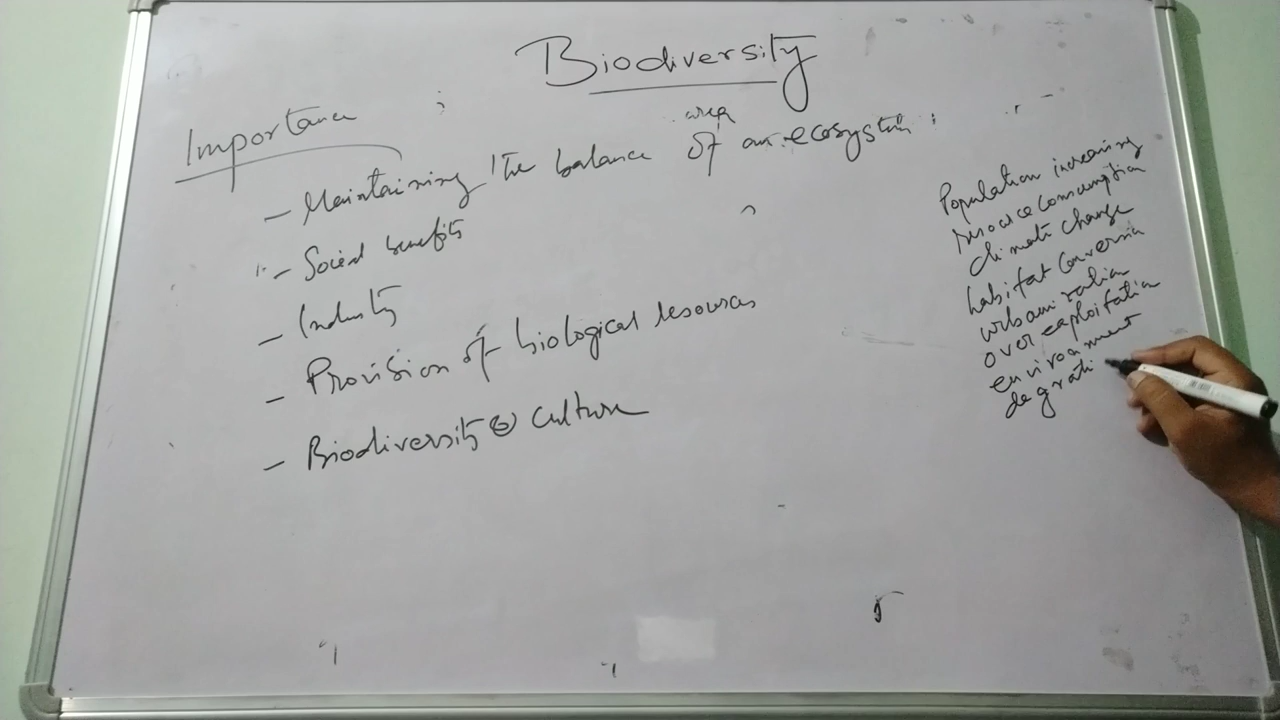 Biodiversity
Importance :
area
- Maintaining the balance of an ecosystem :
- Social benefits
- Industry
- Provision of biological resources
- Biodiversity & culture
Population increasing
resource consumption
climate change
habitat conversion
urbanization
over exploitation
environment
degrati